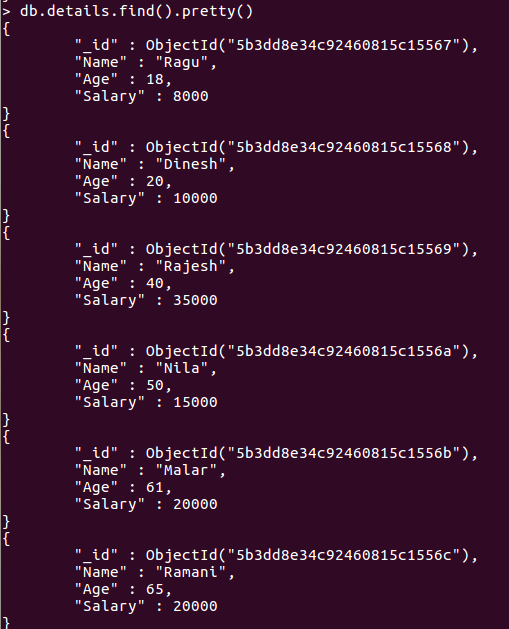 > db.details.find().pretty()
{
        "_id" : ObjectId("5b3dd8e34c92460815c15567"),
        "Name" : "Ragu",
        "Age" : 18,
        "Salary" : 8000
}
{
        "_id" : ObjectId("5b3dd8e34c92460815c15568"),
        "Name" : "Dinesh",
        "Age" : 20,
        "Salary" : 10000
}
{
        "_id" : ObjectId("5b3dd8e34c92460815c15569"),
        "Name" : "Rajesh",
        "Age" : 40,
        "Salary" : 35000
}
{
        "_id" : ObjectId("5b3dd8e34c92460815c1556a"),
        "Name" : "Nila",
        "Age" : 50,
        "Salary" : 15000
}
{
        "_id" : ObjectId("5b3dd8e34c92460815c1556b"),
        "Name" : "Malar",
        "Age" : 61,
        "Salary" : 20000
}
{
        "_id" : ObjectId("5b3dd8e34c92460815c1556c"),
        "Name" : "Ramani",
        "Age" : 65,
        "Salary" : 20000
}